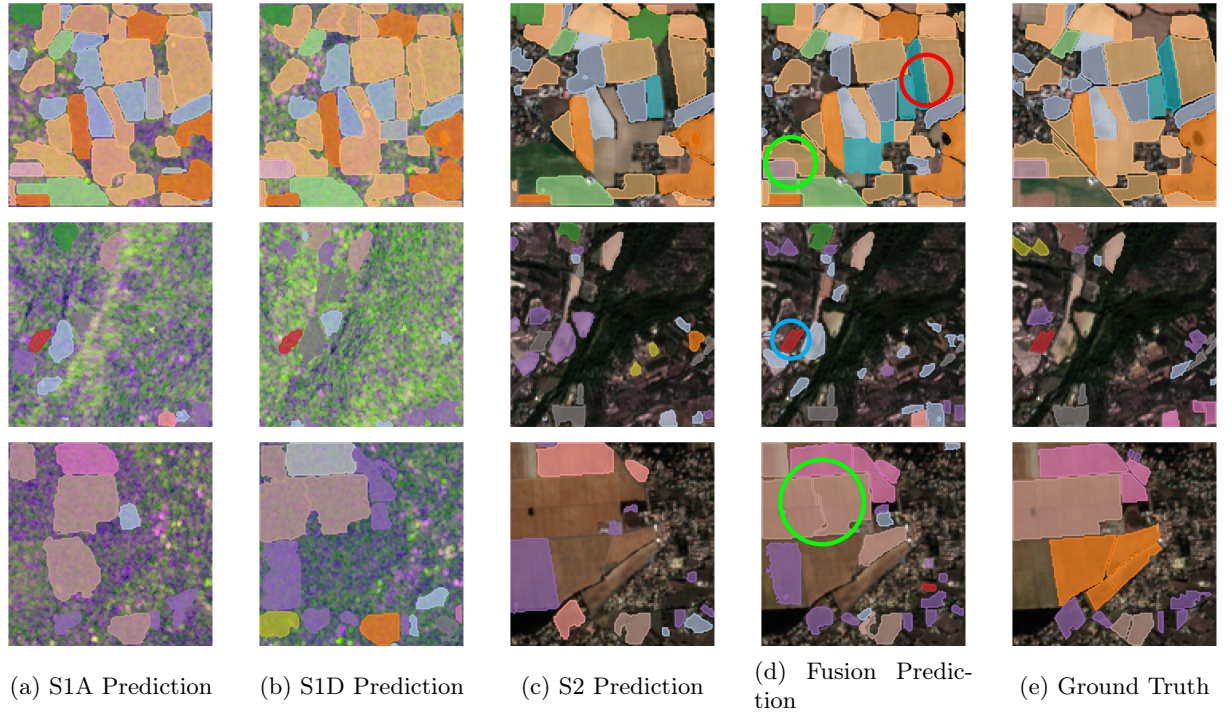 (a) S1A Prediction
(b) S1D Prediction
(c) S2 Prediction
(d) Fusion Predic-
tion
(e) Ground Truth